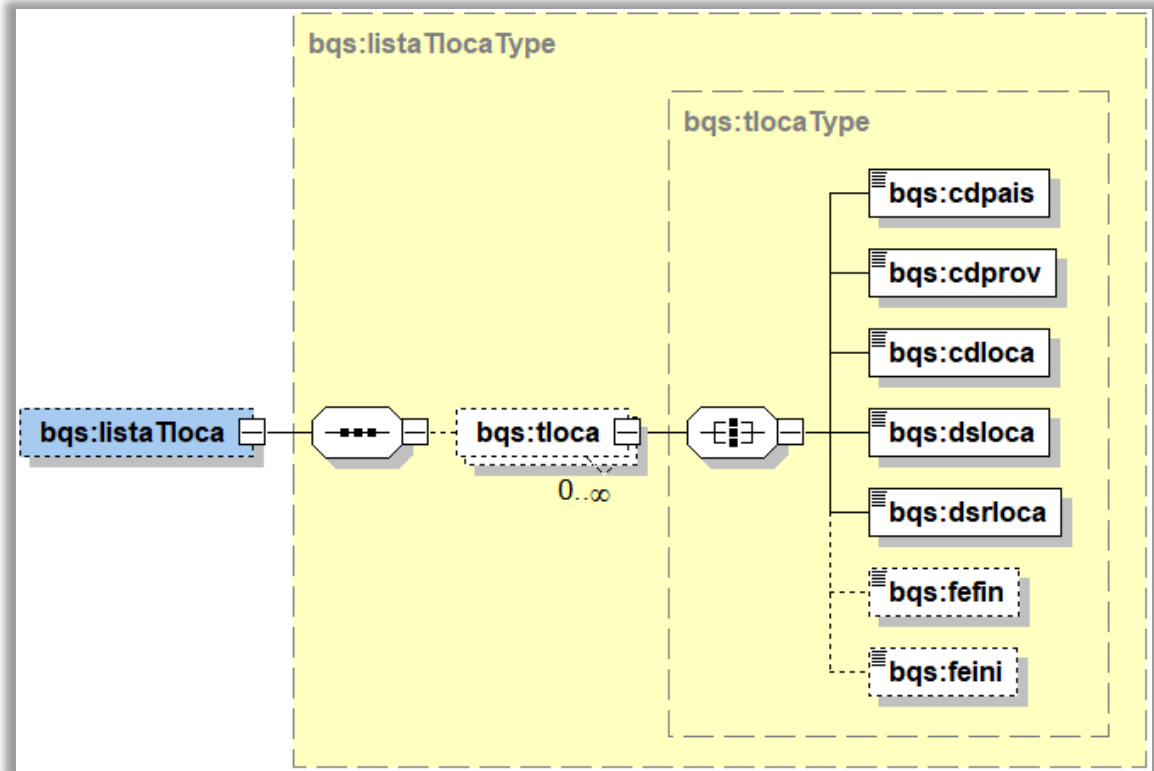 bqs:listaTlocaType
bqs:tlocaType
bqs:cdpais
bqs:cdprov
bqs:cdloca
bqs:listaTloca
bqs:tloca
0..∞
bqs:dsloca
bqs:dsrloca
bqs:fefin
bqs:feini